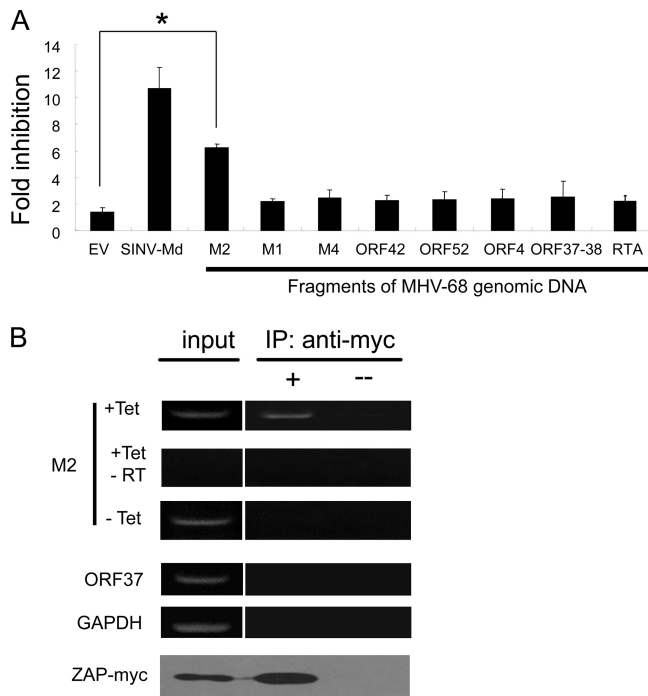 A
*
Fold inhibition
14
12
10
8
6
4
2
0
EV SINV-Md M2 M1 M4 ORF42 ORF52 ORF4 ORF37-38 RTA
Fragments of MHV-68 genomic DNA
B
input IP: anti-myc
+ --
M2
+Tet
+Tet
- RT
- Tet
ORF37
GAPDH
ZAP-myc